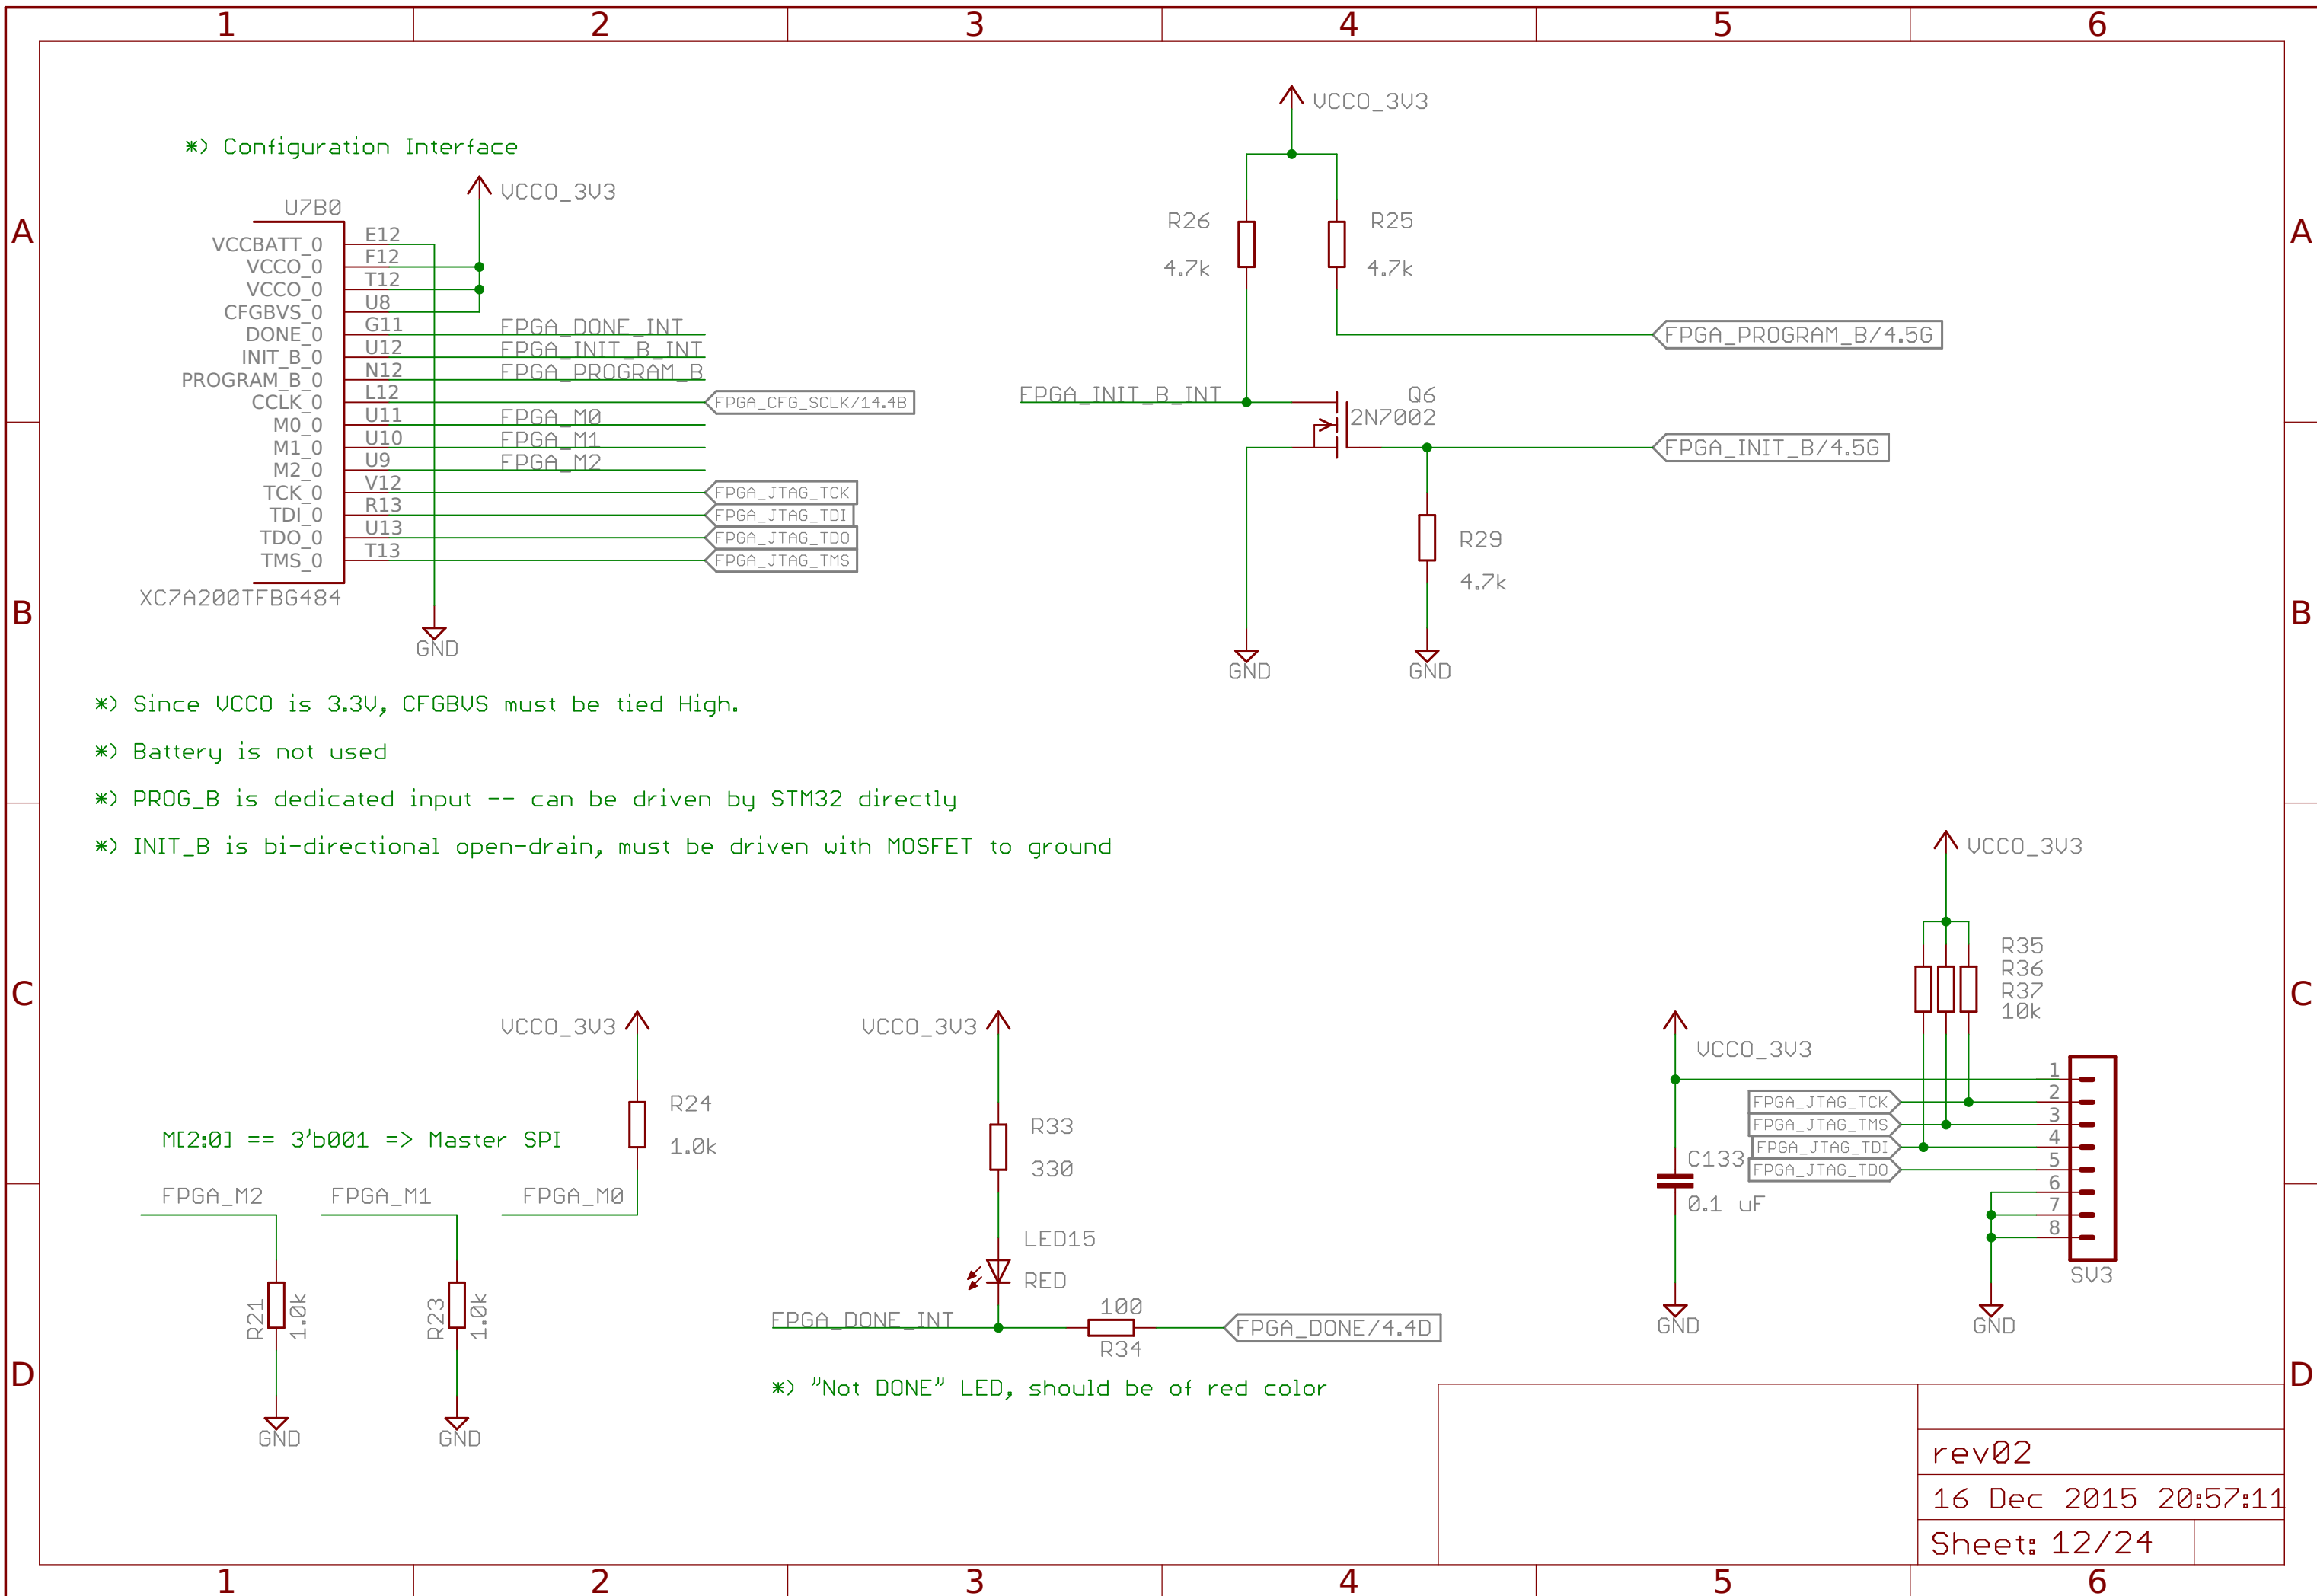 1 2 3 4 5 6
A A
B B
C C
D D
*) Configuration Interface
VCCO_3V3
U7B0
VCCBATT_0 E12
VCCO_0 F12
VCCO_0 T12
CFGBVS_0 U8
DONE_0 G11 FPGA_DONE_INT
INIT_B_0 U12 FPGA_INIT_B_INT
PROGRAM_B_0 N12 FPGA_PROGRAM_B
CCLK_0 L12 FPGA_CFG_SCLK/14.4B
M0_0 U11 FPGA_M0
M1_0 U10 FPGA_M1
M2_0 U9 FPGA_M2
TCK_0 V12 FPGA_JTAG_TCK
TDI_0 R13 FPGA_JTAG_TDI
TDO_0 U13 FPGA_JTAG_TDO
TMS_0 T13 FPGA_JTAG_TMS
XC7A200TFBG484
GND
VCCO_3V3
R26 R25
4.7k 4.7k
FPGA_PROGRAM_B/4.5G
FPGA_INIT_B_INT
Q6
2N7002
FPGA_INIT_B/4.5G
R29
4.7k
GND GND
*) Since VCCO is 3.3V, CFGBVS must be tied High.
*) Battery is not used
*) PROG_B is dedicated input -- can be driven by STM32 directly
*) INIT_B is bi-directional open-drain, must be driven with MOSFET to ground
VCCO_3V3
R24
1.0k
M[2:0] == 3'b001 => Master SPI
FPGA_M2 FPGA_M1 FPGA_M0
R21 1.0k
R23 1.0k
GND GND
VCCO_3V3
R33
330
LED15
RED
FPGA_DONE_INT
100
R34
FPGA_DONE/4.4D
*) "Not DONE" LED, should be of red color
VCCO_3V3
R35
R36
R37
10k
VCCO_3V3
1
FPGA_JTAG_TCK 2
FPGA_JTAG_TMS 3
FPGA_JTAG_TDI 4
FPGA_JTAG_TDO 5
6
7
8
C133
0.1 uF
SV3
GND GND
rev02
16 Dec 2015 20:57:11
Sheet: 12/24
1 2 3 4 5 6